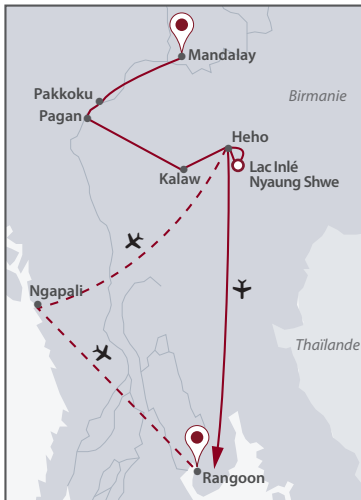 Mandalay
Pakkoku
Birmanie
Pagan
Heho
Lac Inlé
Nyaung Shwe
Kalaw
Ngapali
Thaïlande
Rangoon